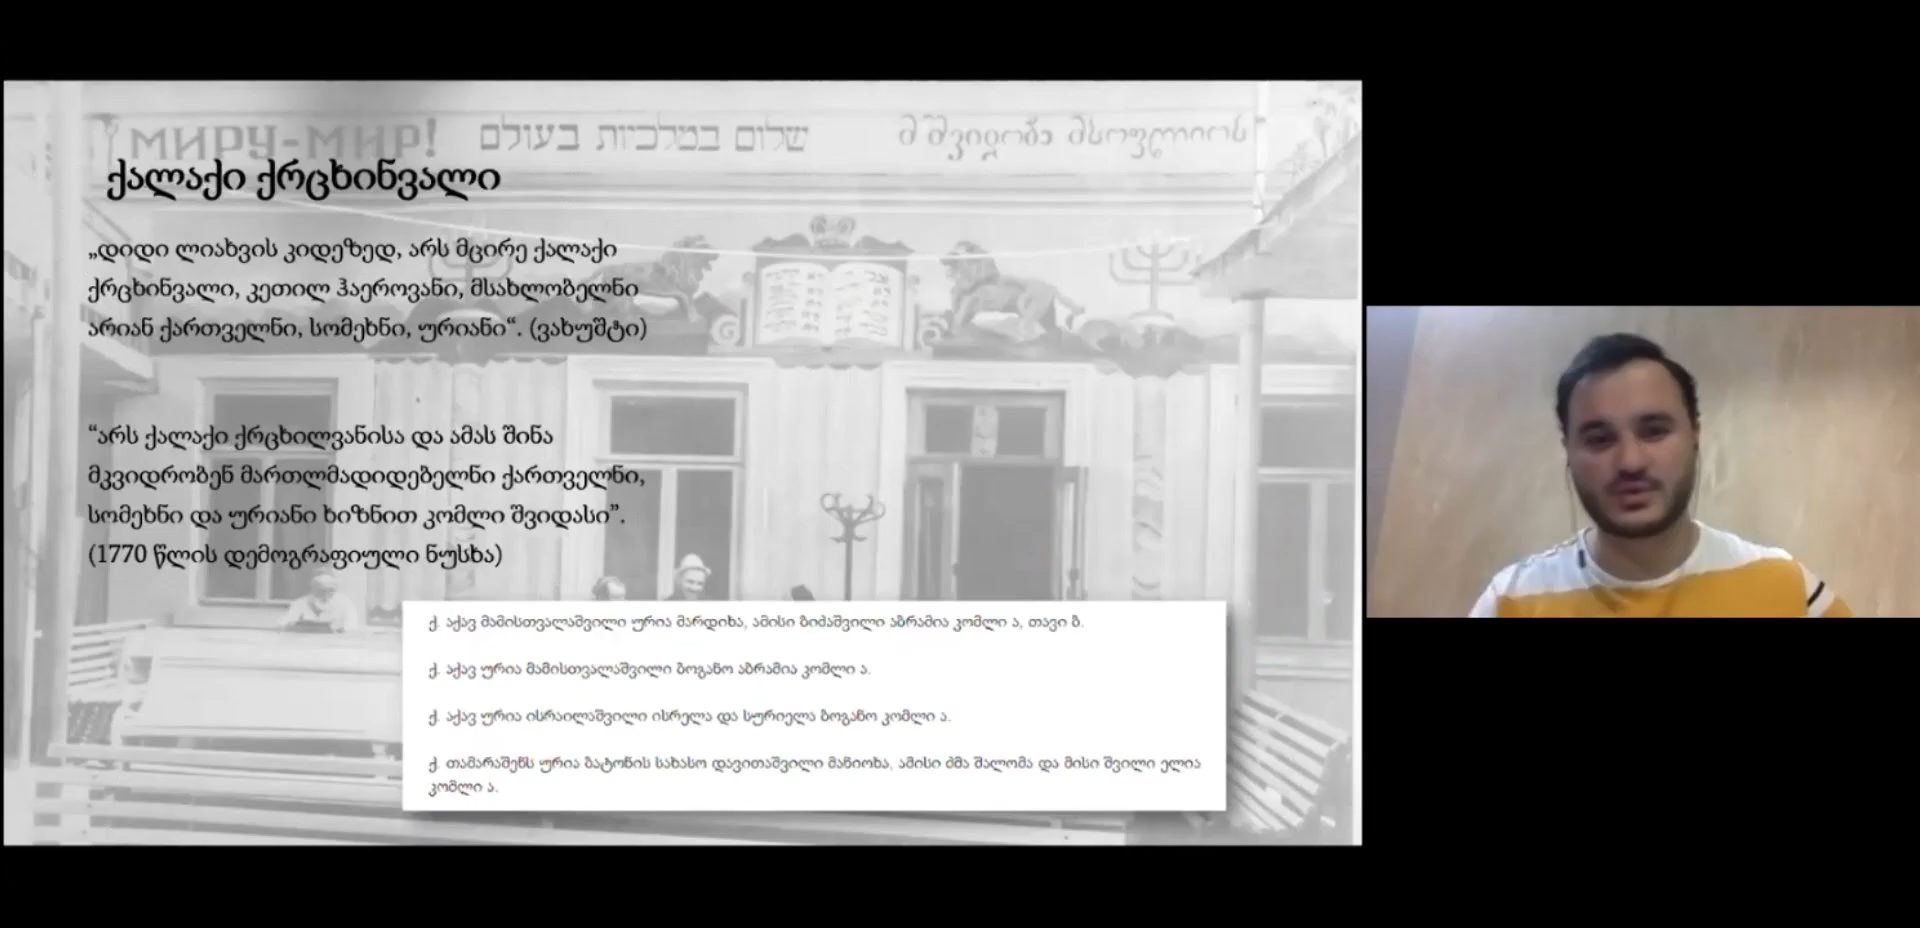 МИРУ-МИР! שלום במלכיות בעולם მშვიდობა მსოფლიოს
ქალაქი ქრცხინვალი
„დიდი ლიახვის კიდეზედ, არს მცირე ქალაქი
ქრცხინვალი, კეთილ ჰაეროვანი, მსახლობელნი
არიან ქართველნი, სომეხნი, ურიანი“. (ვახუშტი)
“არს ქალაქი ქრცხილვანისა და ამას შინა
მკვიდრობენ მართლმადიდებელნი ქართველნი,
სომეხნი და ურიანი ხიზნით კომლი შვიდასი”.
(1770 წლის დემოგრაფიული ნუსხა)
ქ. აქავ მამისთვალაშვილი ურია მარდიხა, ამისი ბიძაშვილი აბრამია კომლი ა, თავი ბ.
ქ. აქავ ურია მამისთვალაშვილი ბოგანო აბრამია კომლი ა.
ქ. აქავ ურია ისრაილაშვილი ისრელა და სურიელა ბოგანო კომლი ა.
ქ. თამარაშენს ურია ბატონის სახასო დავითაშვილი მანიოხა, ამისი ძმა შალომა და მისი შვილი ელია
კომლი ა.